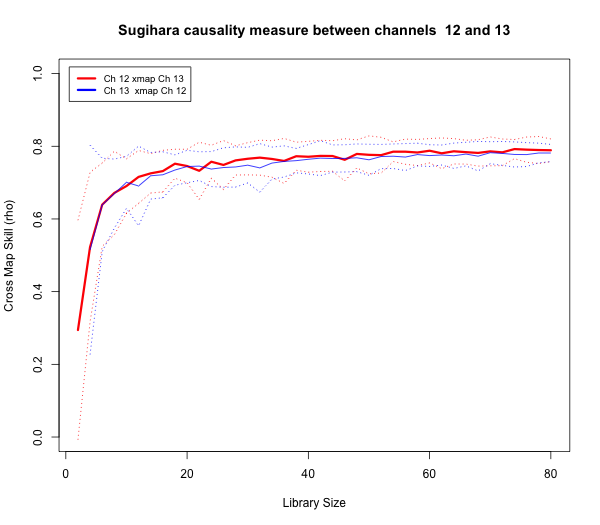 Sugihara causality measure between channels  12 and 13
Ch 12 xmap Ch 13
Ch 13  xmap Ch 12
Cross Map Skill (rho)
1.0
0.8
0.6
0.4
0.2
0.0
0 20 40 60 80
Library Size